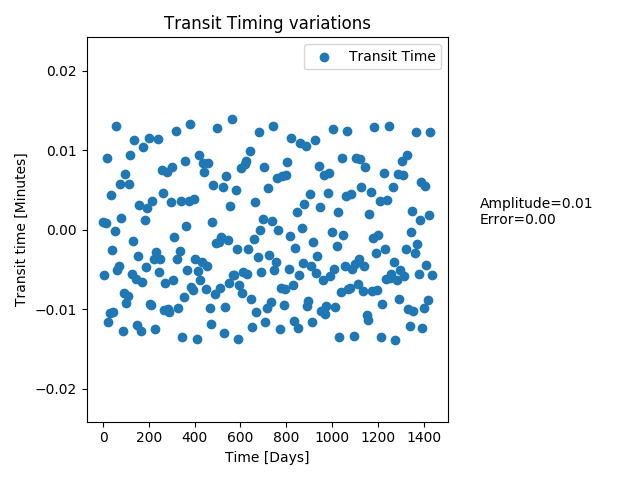 Transit Timing variations
Transit Time
0.02
0.01
0.00
−0.01
−0.02
Transit time [Minutes]
0 200 400 600 800 1000 1200 1400
Time [Days]
Amplitude=0.01
Error=0.00